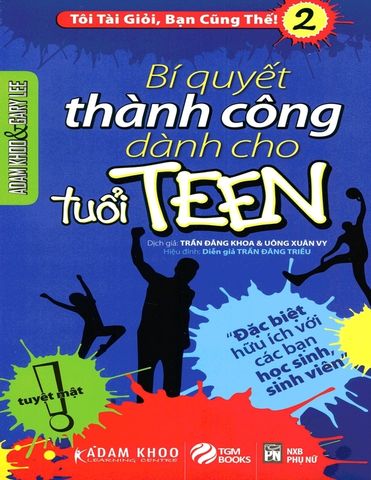 Tôi Tài Giỏi, Bạn Cũng Thế! 2
ADAM KHOO & GARY LEE
Bí quyết
thành công
dành cho
tuổi TEEN
Dịch giả: TRẦN ĐĂNG KHOA & UÔNG XUÂN VY
Hiệu đính: Diễn giả TRẦN ĐĂNG TRIỀU
"Đặc biệt
hữu ích với
các bạn
học sinh,
sinh viên"
!
tuyệt mật
ADAM KHOO
LEARNING CENTRE
TGM
BOOKS
PN
NXB
PHỤ NỮ